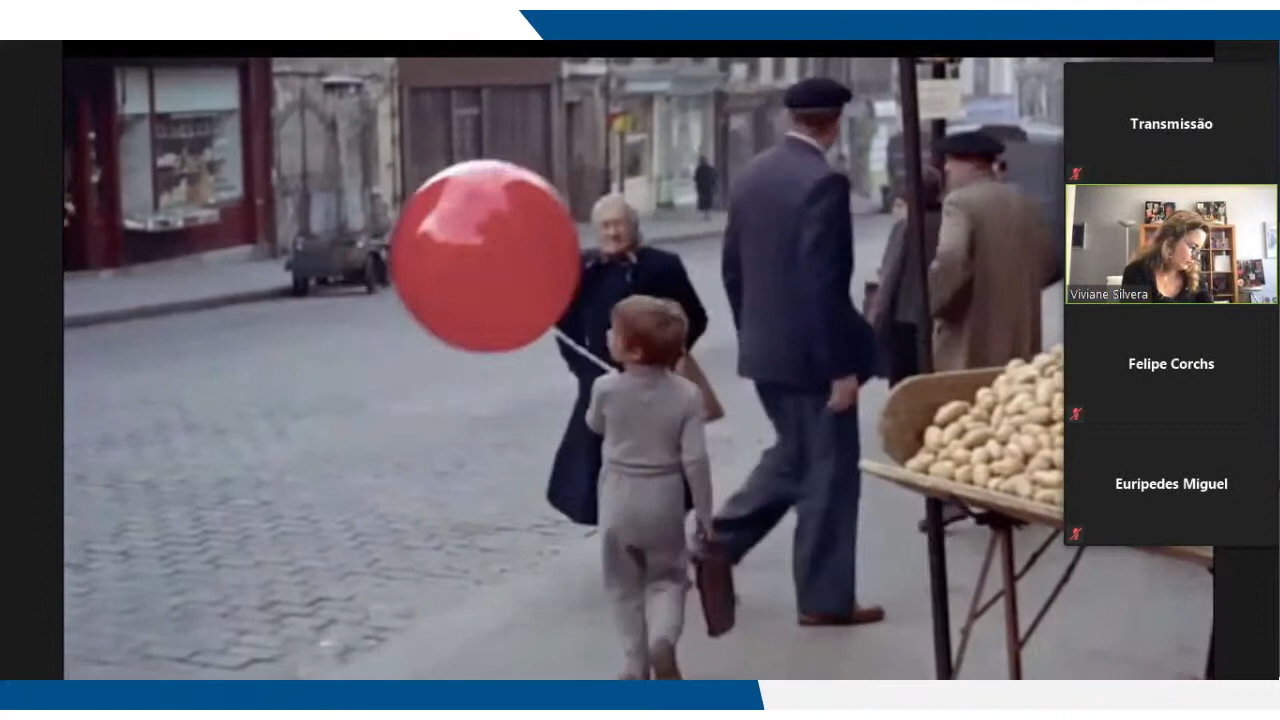 Transmissão
Viviane Silvera
Felipe Corchs
Euripedes Miguel